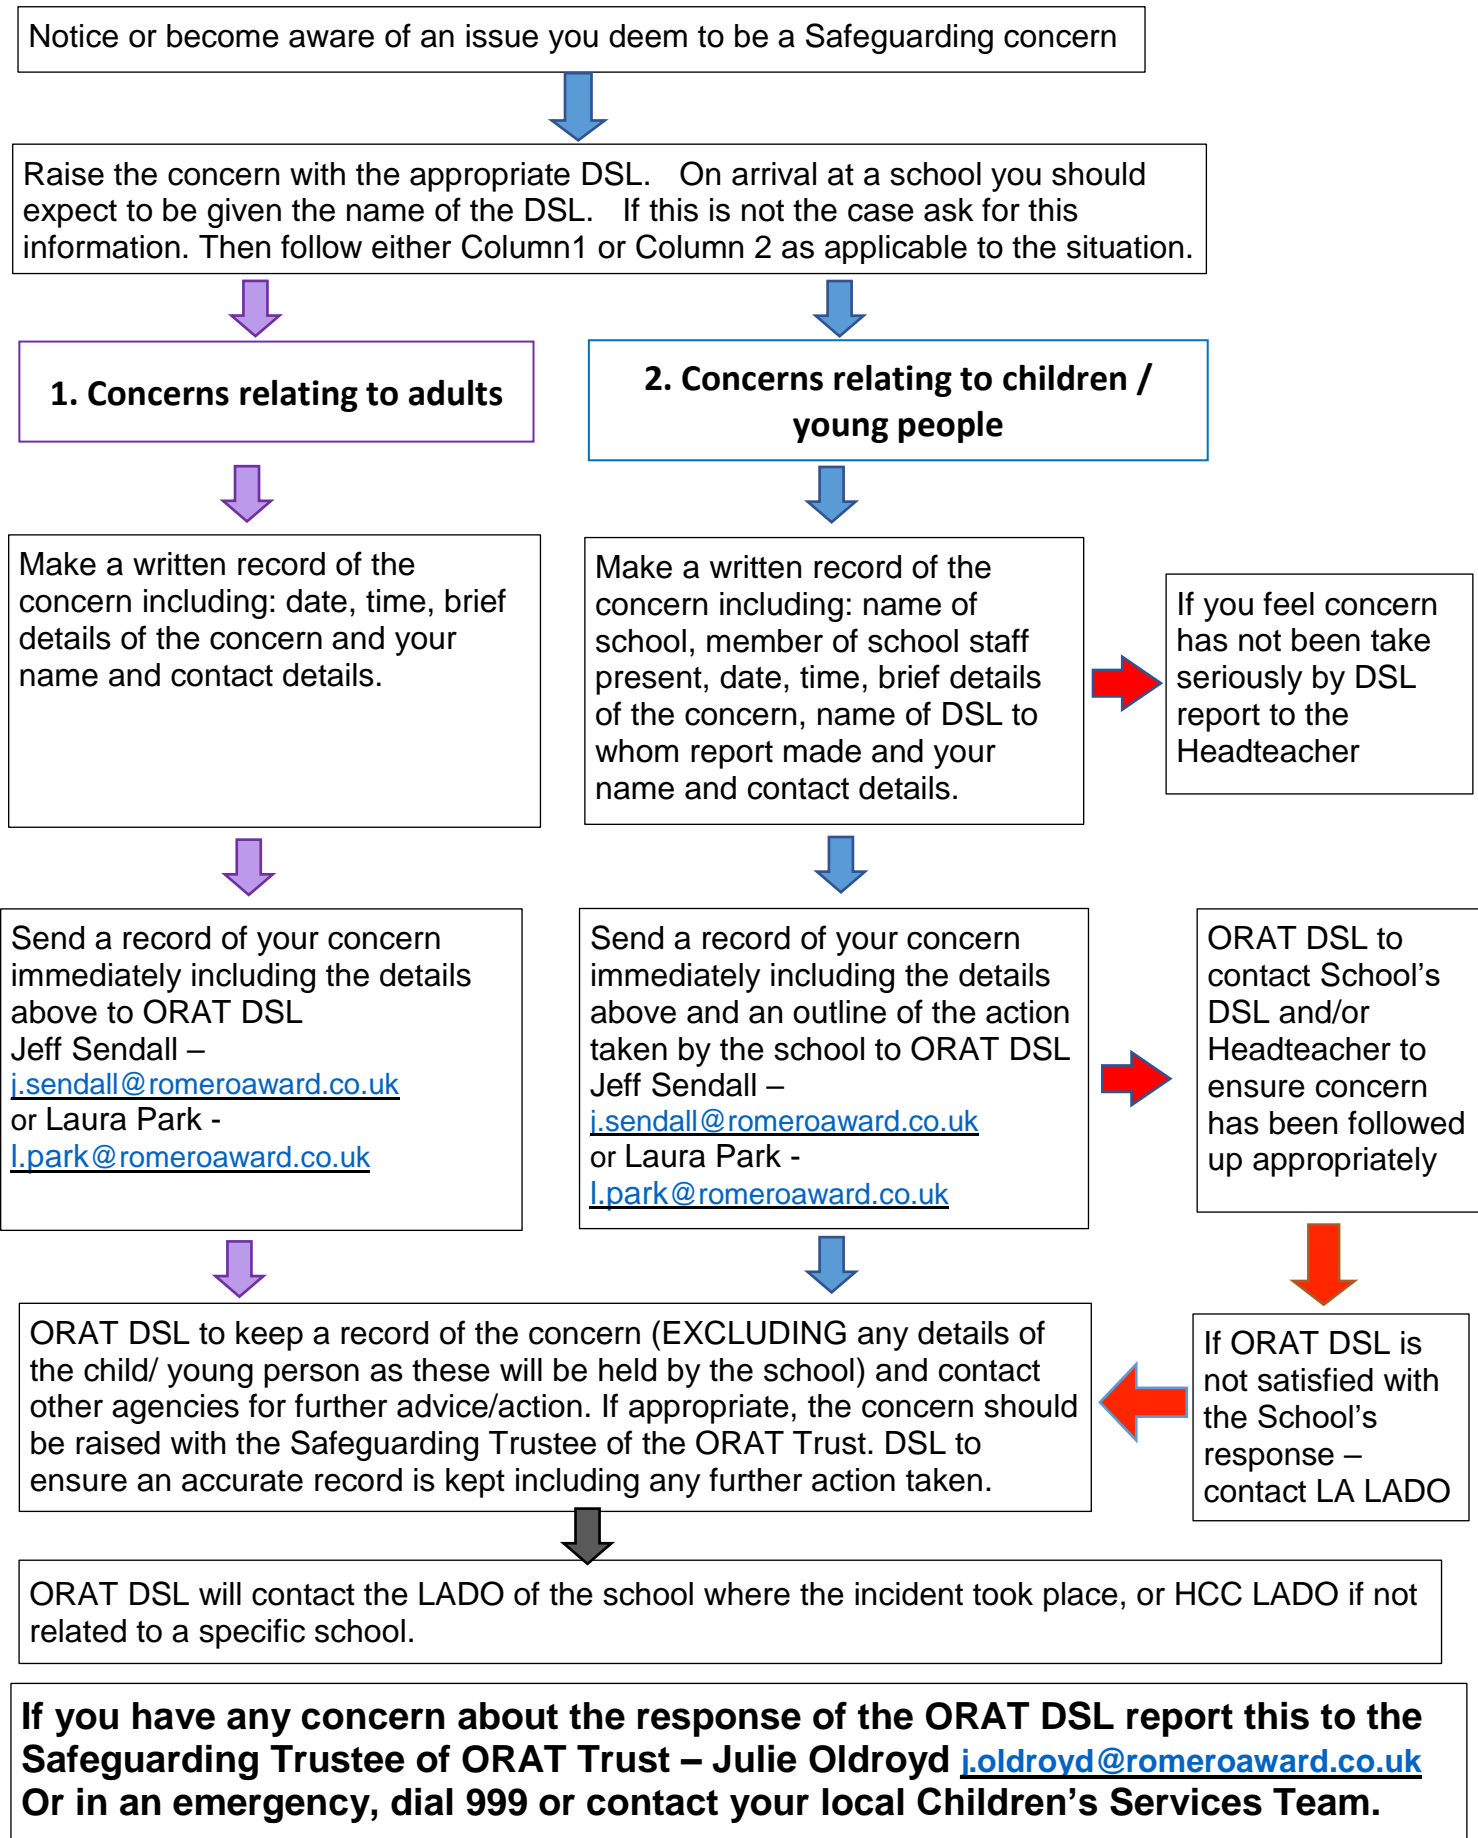 Notice or become aware of an issue you deem to be a Safeguarding concern
Raise the concern with the appropriate DSL.   On arrival at a school you should
expect to be given the name of the DSL.   If this is not the case ask for this
information. Then follow either Column1 or Column 2 as applicable to the situation.
1. Concerns relating to adults
2. Concerns relating to children /
young people
Make a written record of the
concern including: date, time, brief
details of the concern and your
name and contact details.
Make a written record of the
concern including: name of
school, member of school staff
present, date, time, brief details
of the concern, name of DSL to
whom report made and your
name and contact details.
If you feel concern
has not been take
seriously by DSL
report to the
Headteacher
Send a record of your concern
immediately including the details
above to ORAT DSL
Jeff Sendall –
j.sendall@romeroaward.co.uk
or Laura Park -
l.park@romeroaward.co.uk
Send a record of your concern
immediately including the details
above and an outline of the action
taken by the school to ORAT DSL
Jeff Sendall –
j.sendall@romeroaward.co.uk
or Laura Park -
l.park@romeroaward.co.uk
ORAT DSL to
contact School’s
DSL and/or
Headteacher to
ensure concern
has been followed
up appropriately
ORAT DSL to keep a record of the concern (EXCLUDING any details of
the child/ young person as these will be held by the school) and contact
other agencies for further advice/action. If appropriate, the concern should
be raised with the Safeguarding Trustee of the ORAT Trust. DSL to
ensure an accurate record is kept including any further action taken.
If ORAT DSL is
not satisfied with
the School’s
response –
contact LA LADO
ORAT DSL will contact the LADO of the school where the incident took place, or HCC LADO if not
related to a specific school.
If you have any concern about the response of the ORAT DSL report this to the
Safeguarding Trustee of ORAT Trust – Julie Oldroyd j.oldroyd@romeroaward.co.uk
Or in an emergency, dial 999 or contact your local Children’s Services Team.